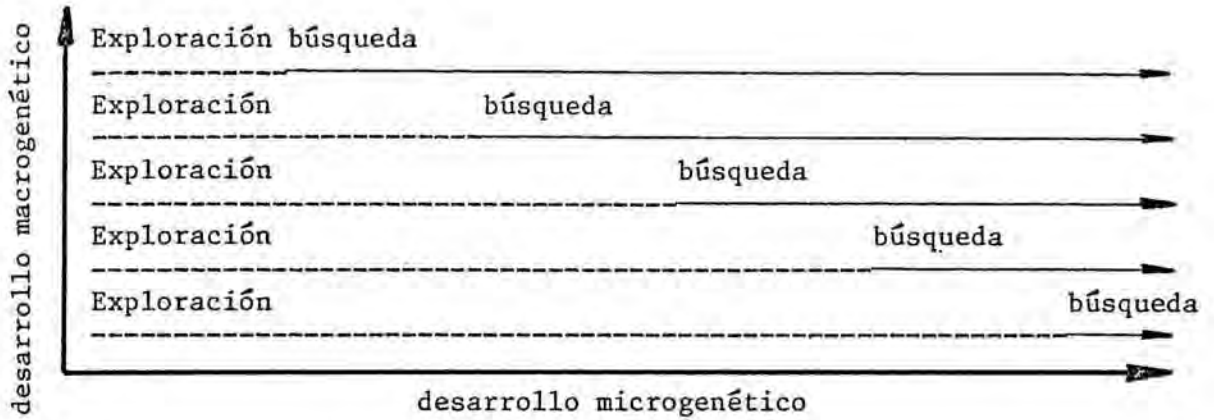 desarrollo macrogenético
Exploración búsqueda
Exploración búsqueda
Exploración búsqueda
Exploración búsqueda
Exploración búsqueda
desarrollo microgenético